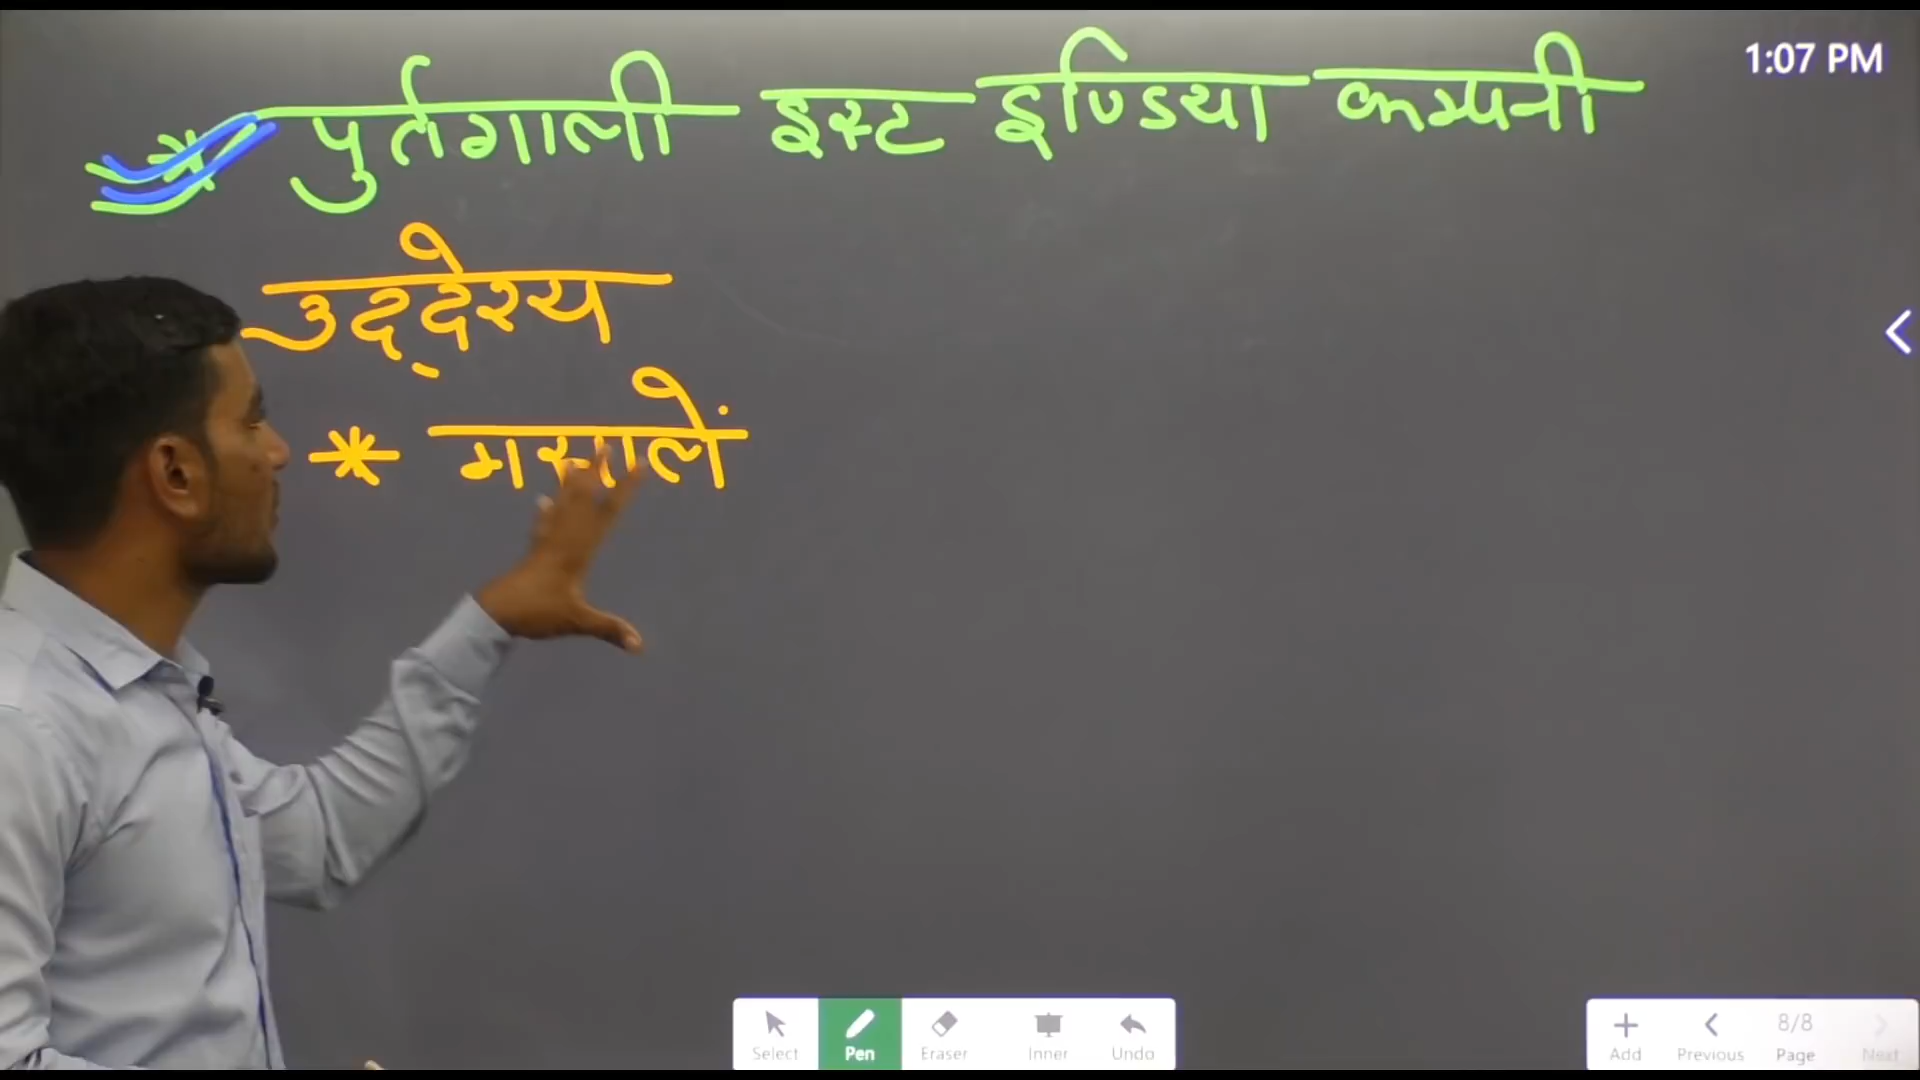 1:07 PM
पुर्तगाली इस्ट इण्डिया कम्पनी
उद्देश्य
* मसालें
Select Pen Eraser Inner Undo
Add Previous 8/8 Page Next